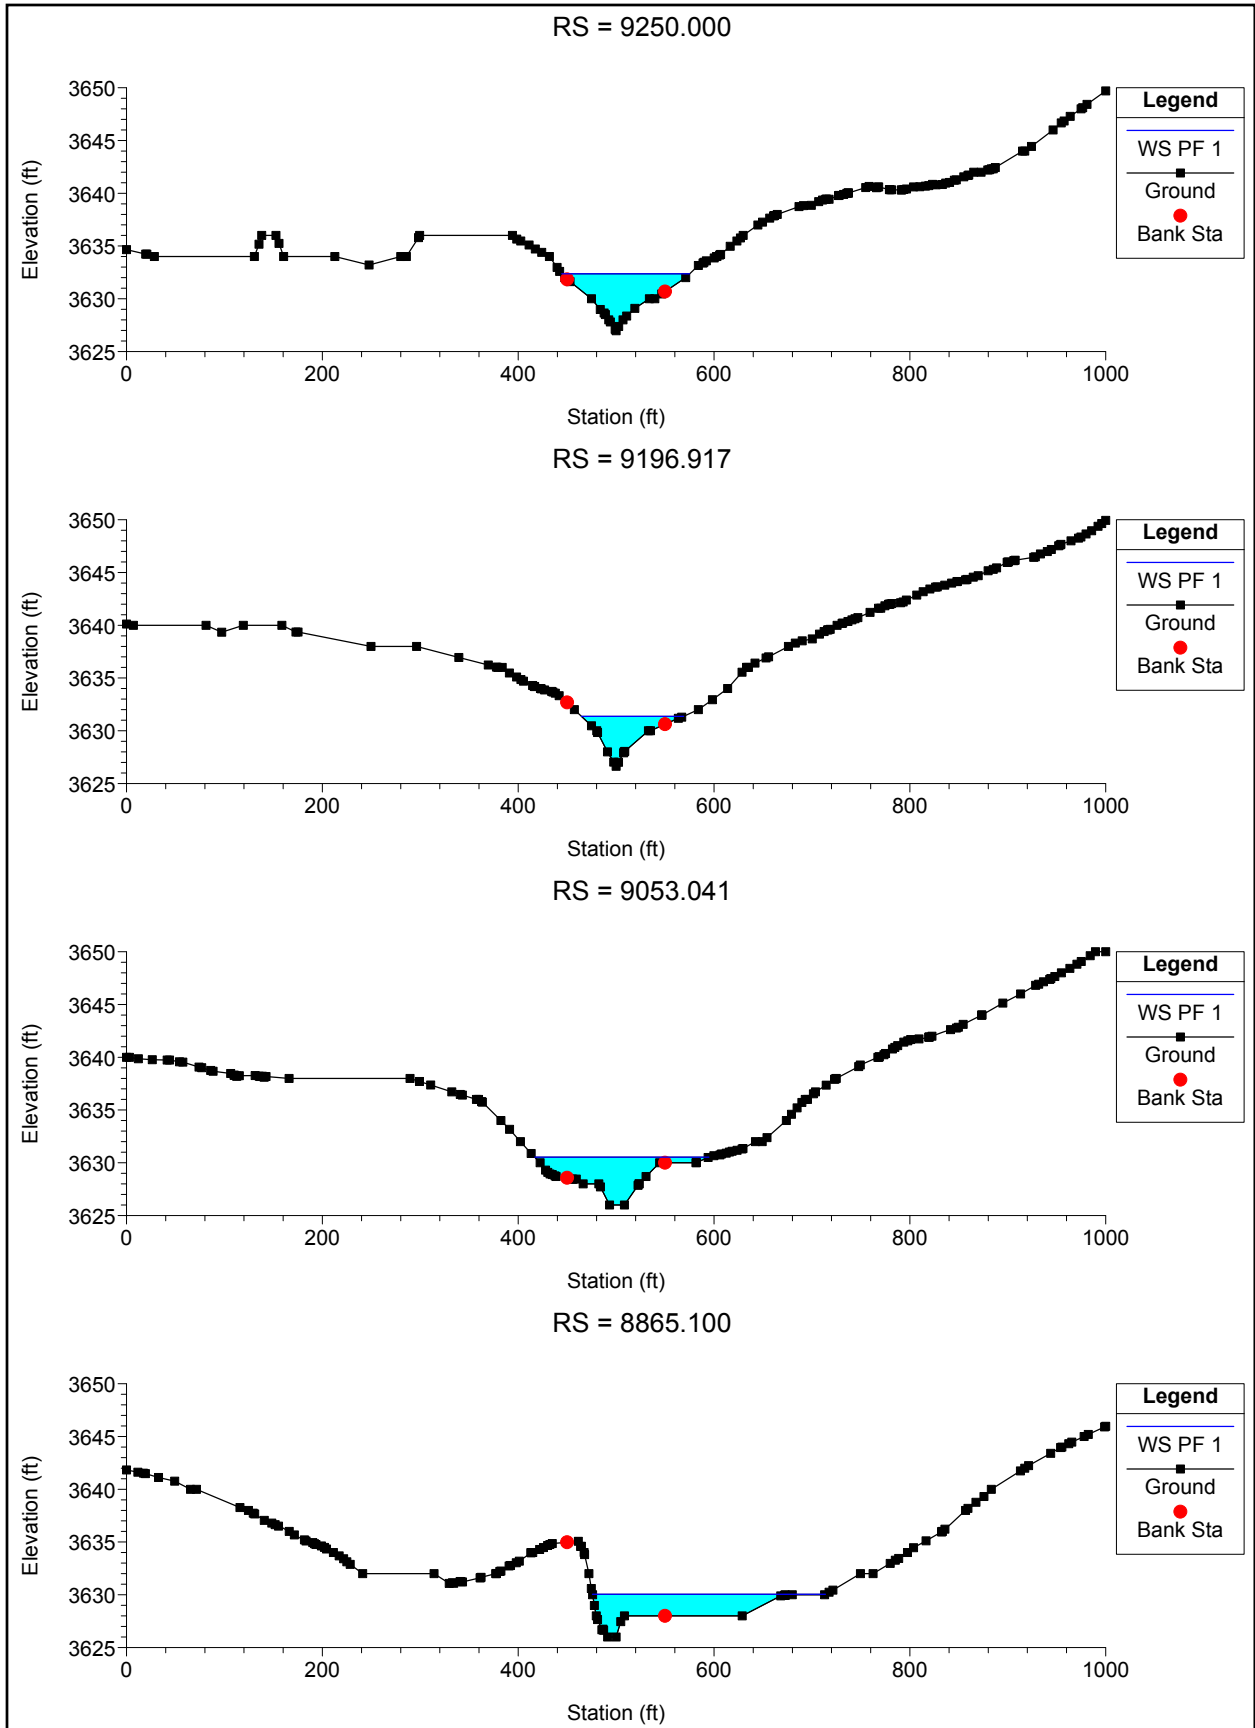 RS = 9250.000
3650
3645
3640
3635
3630
3625
Elevation (ft)
0 200 400 600 800 1000
Station (ft)
Legend
WS PF 1
Ground
Bank Sta
RS = 9196.917
3650
3645
3640
3635
3630
3625
Elevation (ft)
0 200 400 600 800 1000
Station (ft)
Legend
WS PF 1
Ground
Bank Sta
RS = 9053.041
3650
3645
3640
3635
3630
3625
Elevation (ft)
0 200 400 600 800 1000
Station (ft)
Legend
WS PF 1
Ground
Bank Sta
RS = 8865.100
3650
3645
3640
3635
3630
3625
Elevation (ft)
0 200 400 600 800 1000
Station (ft)
Legend
WS PF 1
Ground
Bank Sta